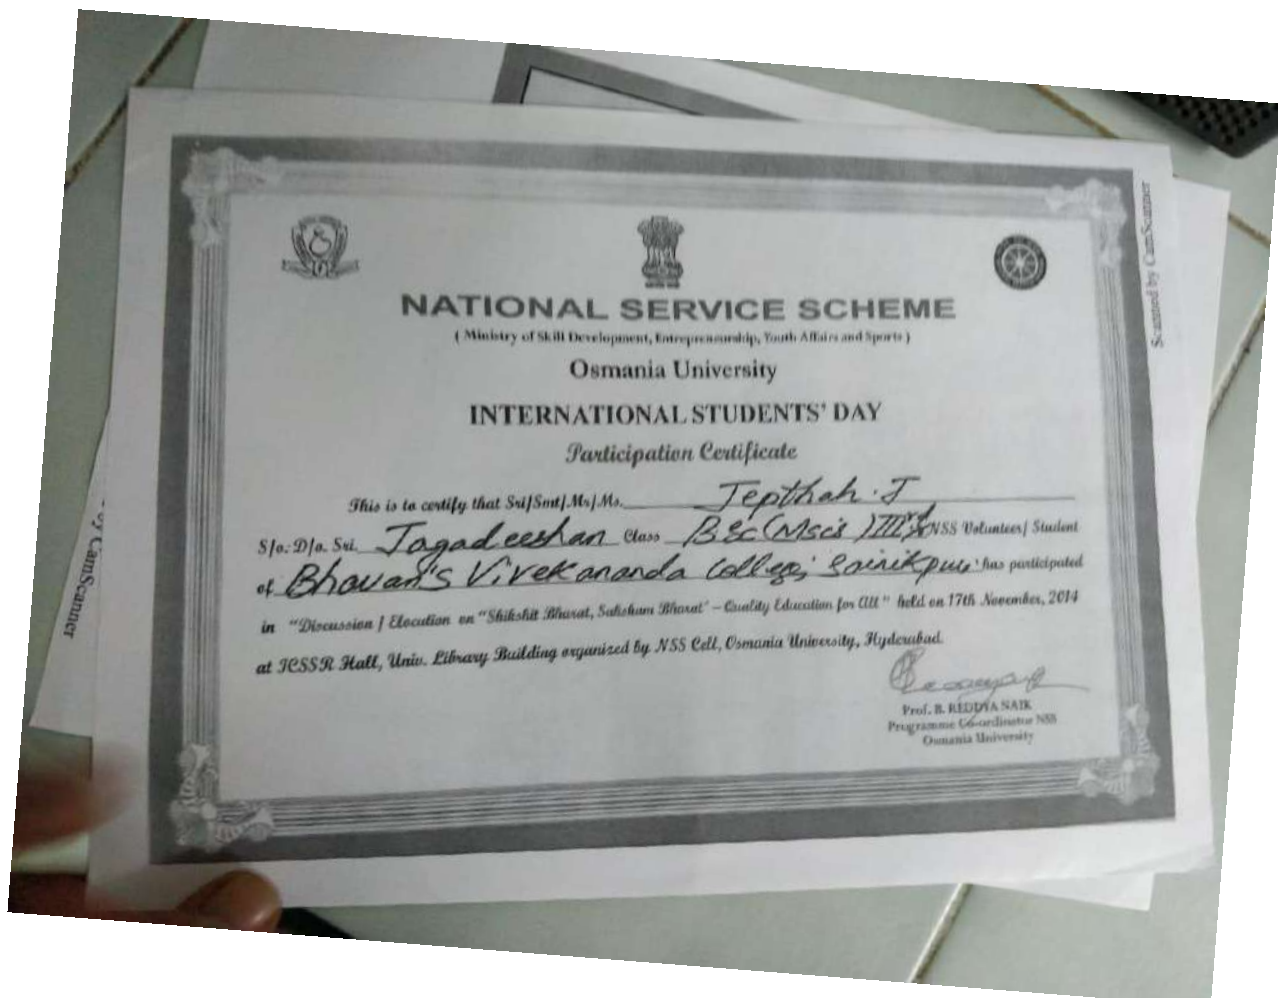 NATIONAL SERVICE SCHEME
( Ministry of Skill Development, Entrepreneurship, Youth Affairs and Sports )
Osmania University
INTERNATIONAL STUDENTS' DAY
Participation Certificate
This is to certify that Sri/Smt/Mr/Ms. Jepthah. J
S/o. D/o. Sri. Jagadeeshan Class B.Sc (MSCs) IIIrd NSS Volunteer/ Student
of Bhavan's Vivekananda College, Sainikpuri has participated
in "Discussion / Elocution on "Shikshit Bharat, Saksham Bharat" – Quality Education for All" held on 17th November, 2014
at ICSSR Hall, Univ. Library Building organized by NSS Cell, Osmania University, Hyderabad.
Prof. B. REDDYA NAIK
Programme Co-ordinator NSS
Osmania University
Scanned by CamScanner
by CamScanner